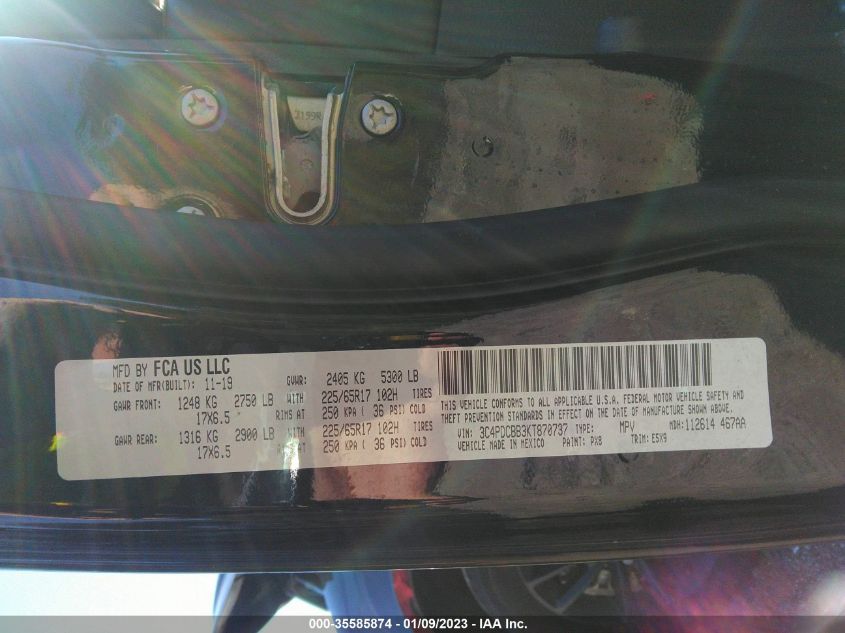 2159R
MFD BY FCA US LLC
DATE OF MFR(BUILT): 11-19 GVWR: 2405 KG 5300 LB
GAWR FRONT: 1248 KG 2750 LB WITH 225/65R17 102H TIRES
17X6.5 RIMS AT 250 KPA ( 36 PSI) COLD
GAWR REAR: 1316 KG 2900 LB WITH 225/65R17 102H TIRES
17X6.5 AT 250 KPA ( 36 PSI) COLD
THIS VEHICLE CONFORMS TO ALL APPLICABLE U.S.A. FEDERAL MOTOR VEHICLE SAFETY AND
THEFT PREVENTION STANDARDS IN EFFECT ON THE DATE OF MANUFACTURE SHOWN ABOVE.
VIN: 3C4PDCBB3KT870737 TYPE: MPV MDH: 112614 467AA
VEHICLE MADE IN MEXICO PAINT: PXB TRIM: E5X9
000-35585874 - 01/09/2023 - IAA Inc.